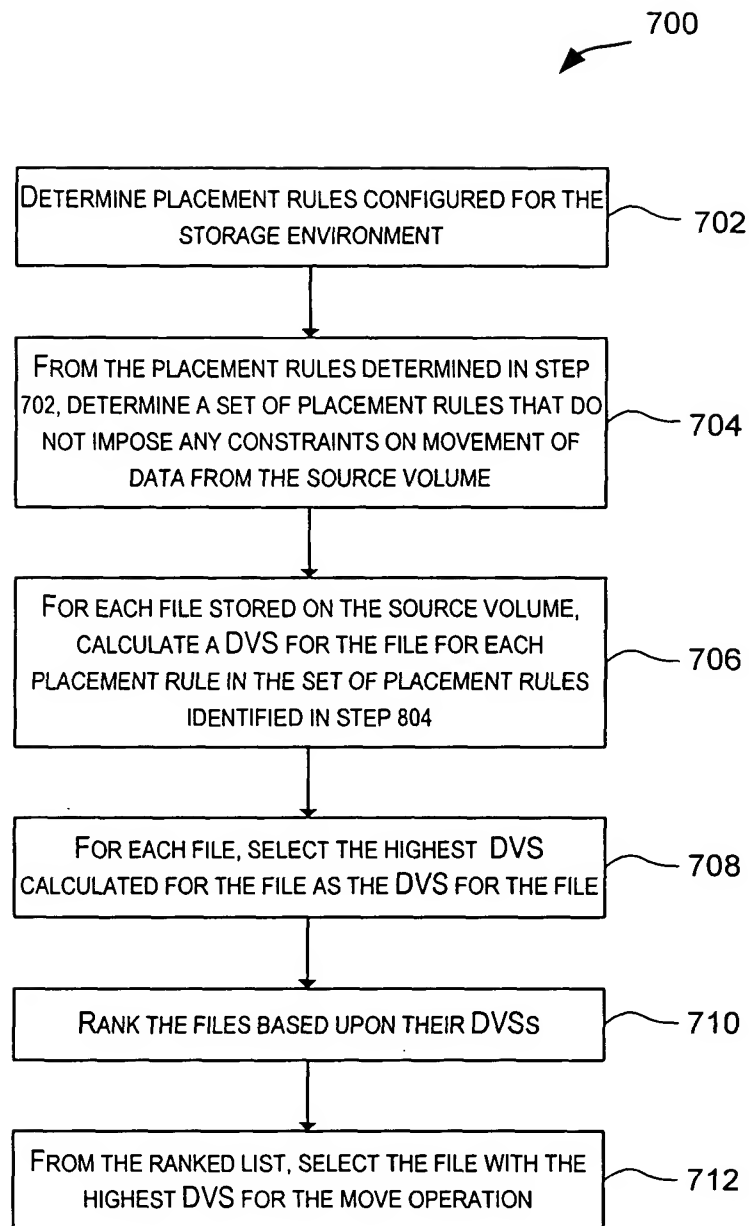 700
DETERMINE PLACEMENT RULES CONFIGURED FOR THE
STORAGE ENVIRONMENT
702
FROM THE PLACEMENT RULES DETERMINED IN STEP
702, DETERMINE A SET OF PLACEMENT RULES THAT DO
NOT IMPOSE ANY CONSTRAINTS ON MOVEMENT OF
DATA FROM THE SOURCE VOLUME
704
FOR EACH FILE STORED ON THE SOURCE VOLUME,
CALCULATE A DVS FOR THE FILE FOR EACH
PLACEMENT RULE IN THE SET OF PLACEMENT RULES
IDENTIFIED IN STEP 804
706
FOR EACH FILE, SELECT THE HIGHEST DVS
CALCULATED FOR THE FILE AS THE DVS FOR THE FILE
708
RANK THE FILES BASED UPON THEIR DVSS
710
FROM THE RANKED LIST, SELECT THE FILE WITH THE
HIGHEST DVS FOR THE MOVE OPERATION
712